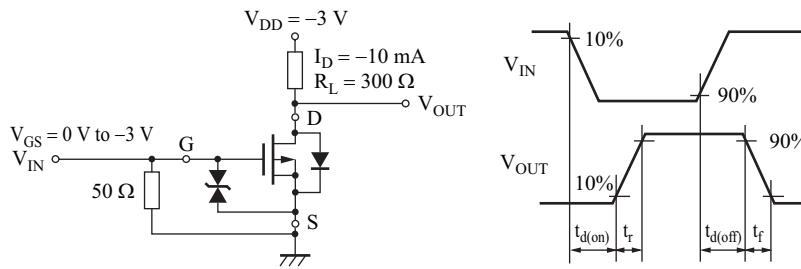 V_DD = −3 V
I_D = −10 mA
R_L = 300 Ω
V_OUT
D
V_GS = 0 V to −3 V
V_IN
G
50 Ω
S
10%
V_IN
90%
V_OUT
90%
10%
t_d(on)
t_r
t_d(off)
t_f